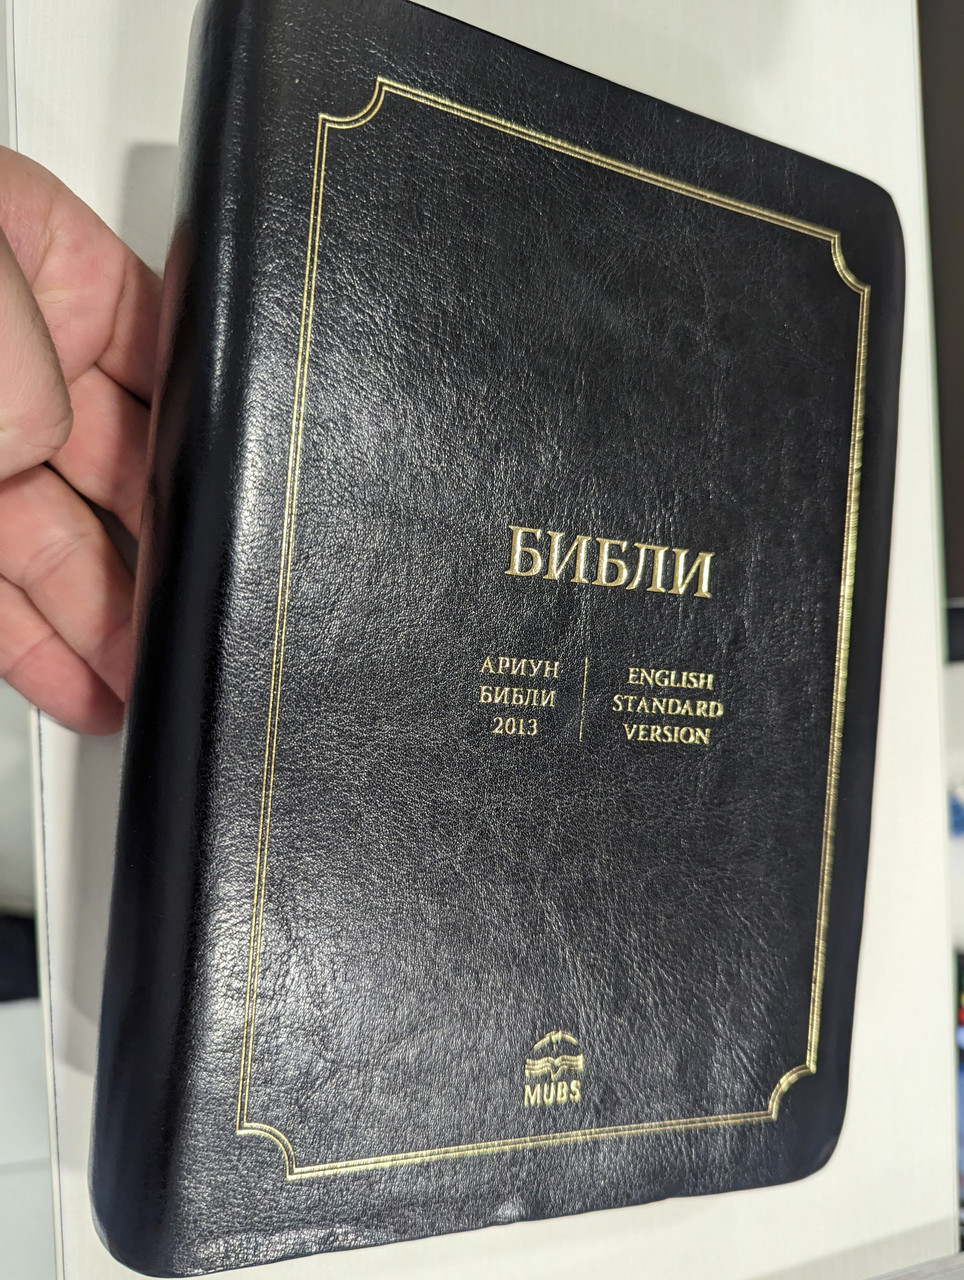 БИБЛИ
АРИУН
БИБЛИ
2013
ENGLISH
STANDARD
VERSION
MUBS